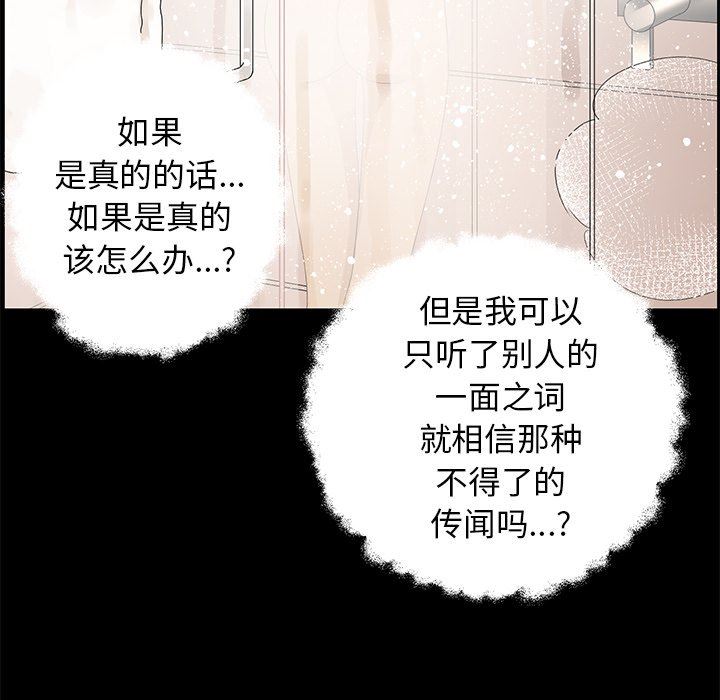 如果
是真的的话...
如果是真的
该怎么办...?
但是我可以
只听了别人的
一面之词
就相信那种
不得了的
传闻吗...?